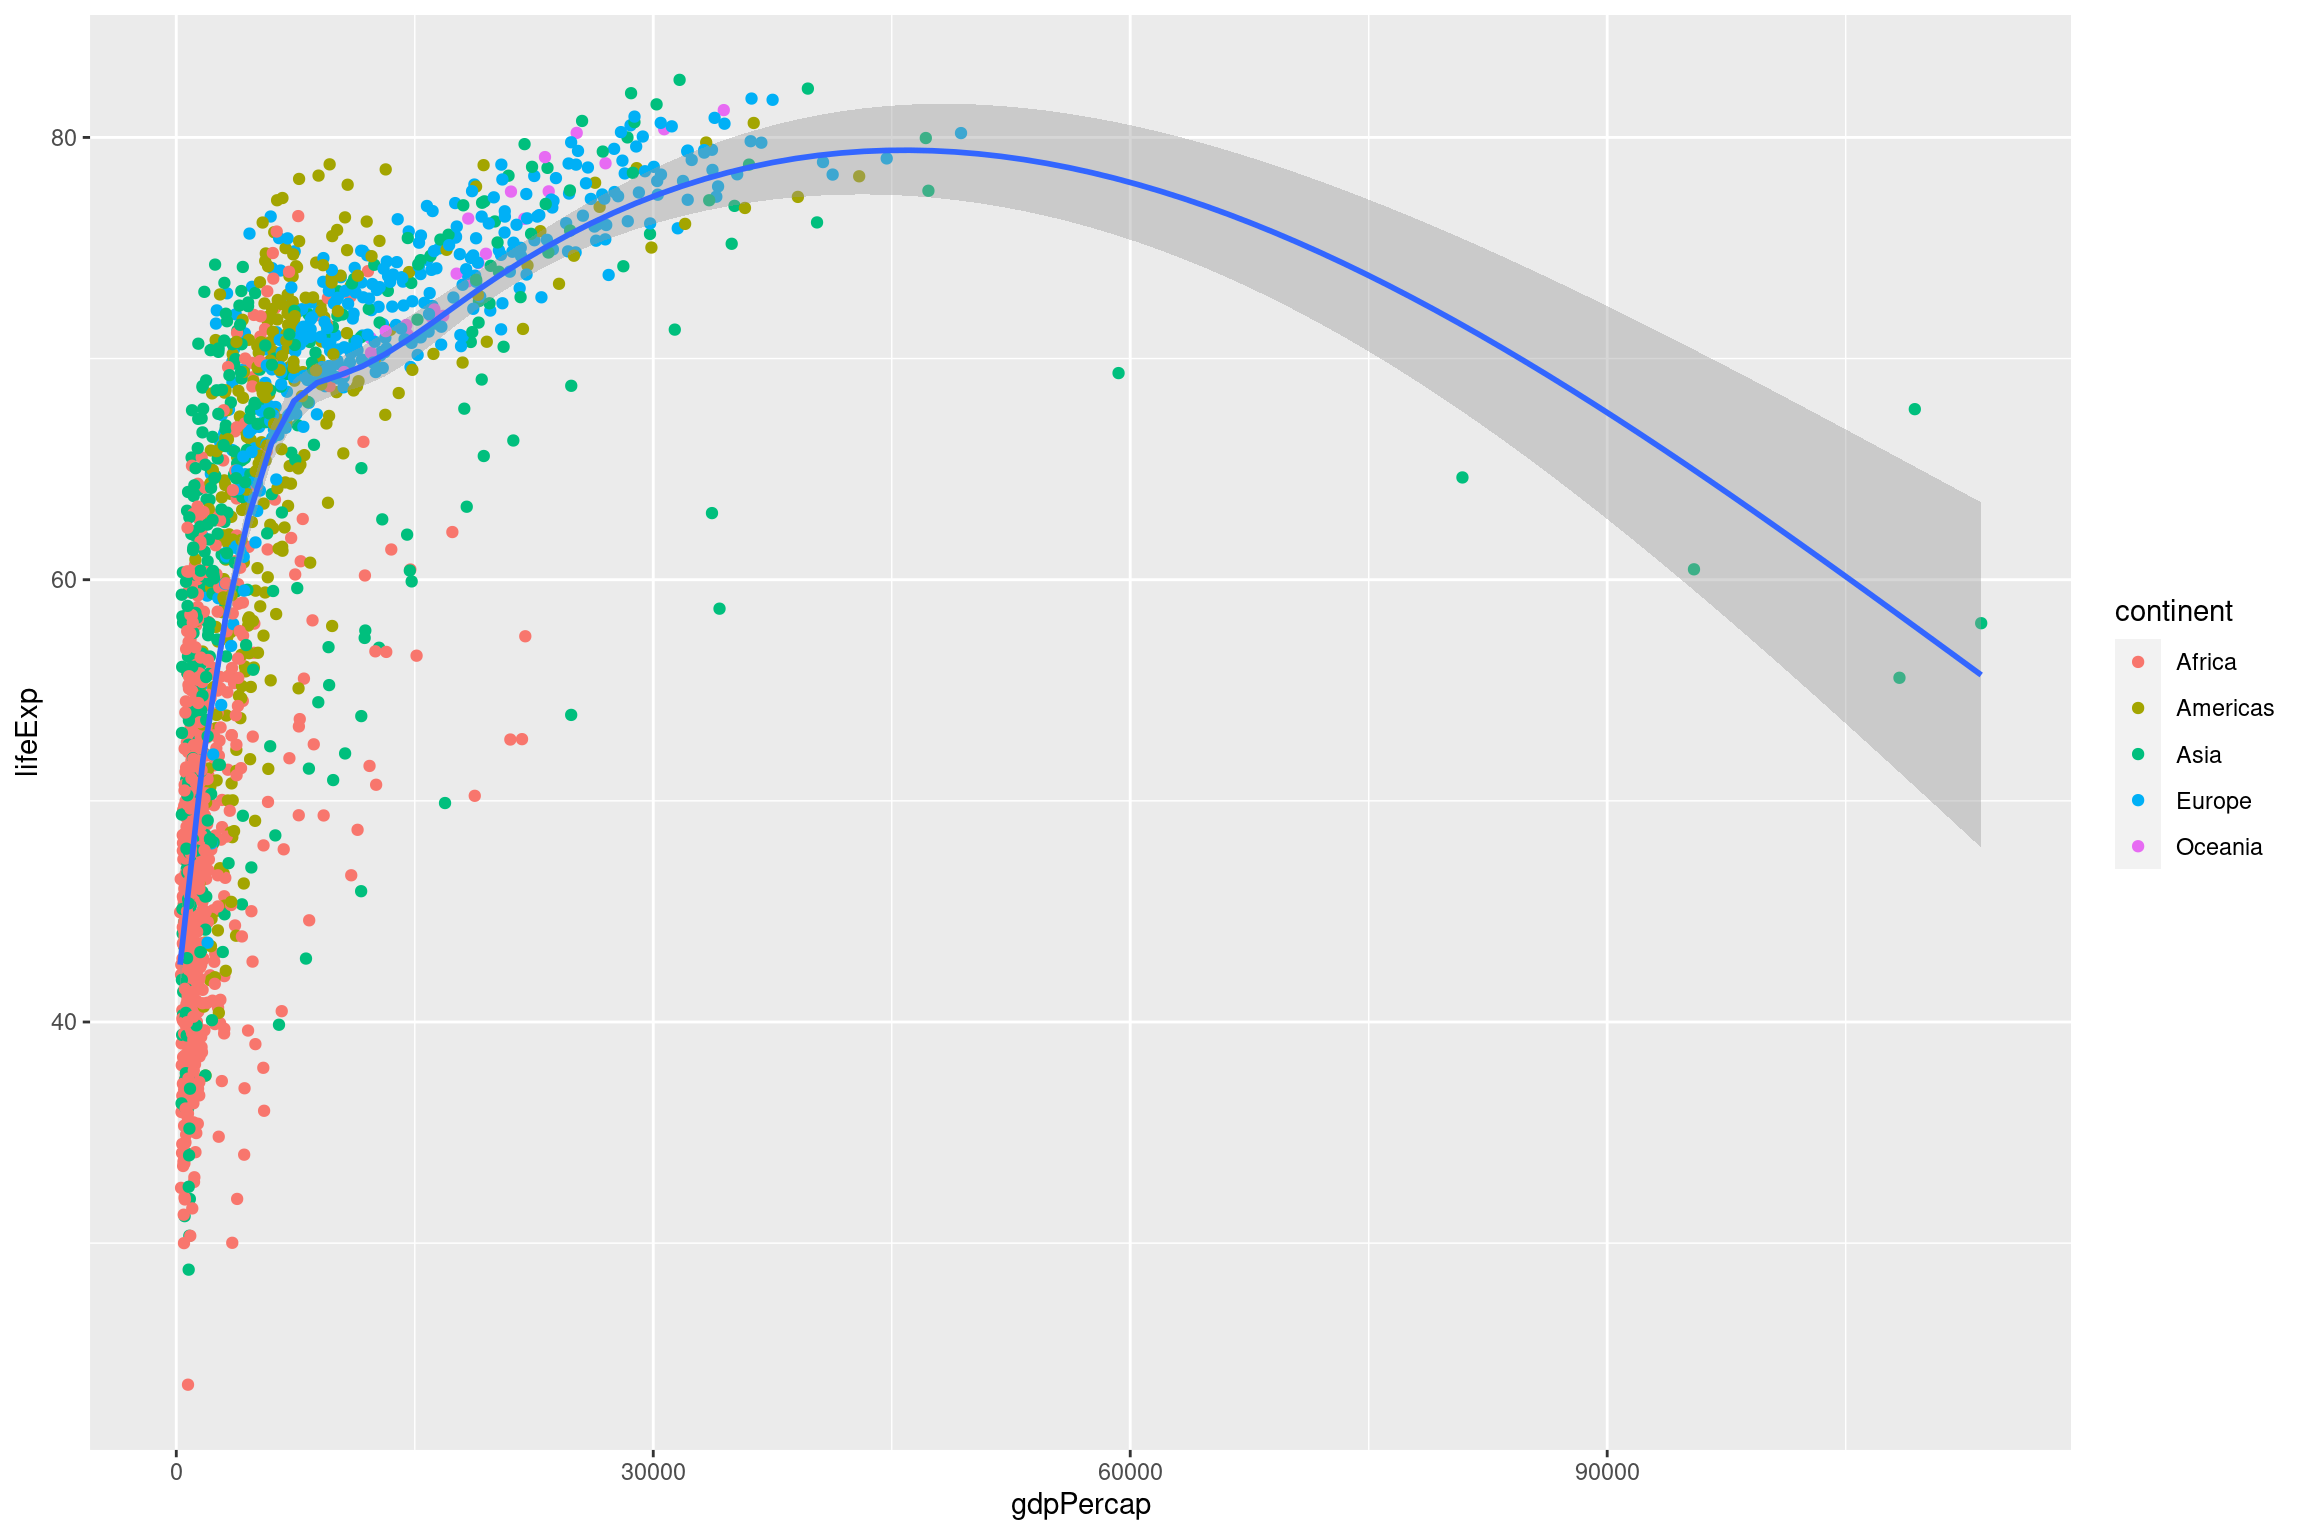 80
60
40
lifeExp
0
30000
60000
90000
gdpPercap
continent
Africa
Americas
Asia
Europe
Oceania